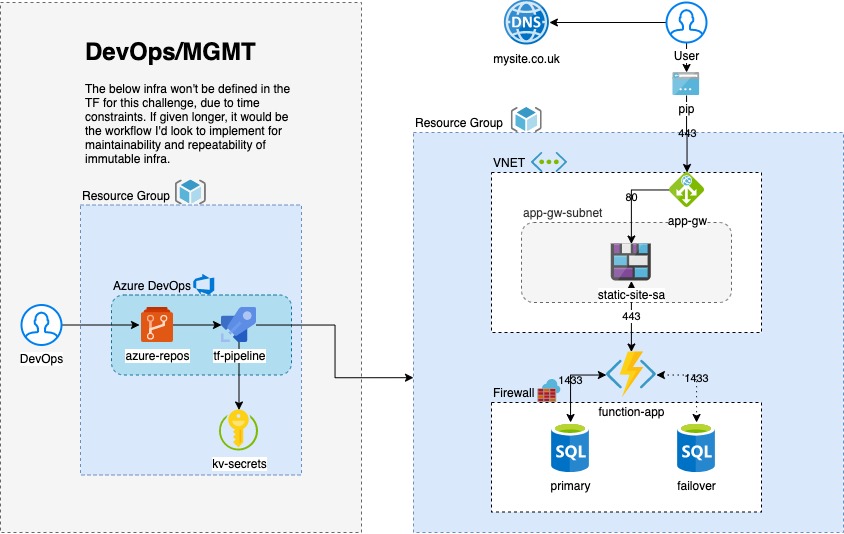 DevOps/MGMT
The below infra won't be defined in the
TF for this challenge, due to time
constraints. If given longer, it would be
the workflow I'd look to implement for
maintainability and repeatability of
immutable infra.
Resource Group
Azure DevOps
DevOps
azure-repos
tf-pipeline
kv-secrets
DNS
mysite.co.uk
User
pip
443
Resource Group
VNET
app-gw
80
app-gw-subnet
static-site-sa
443
function-app
1433
1433
Firewall
SQL
primary
SQL
failover